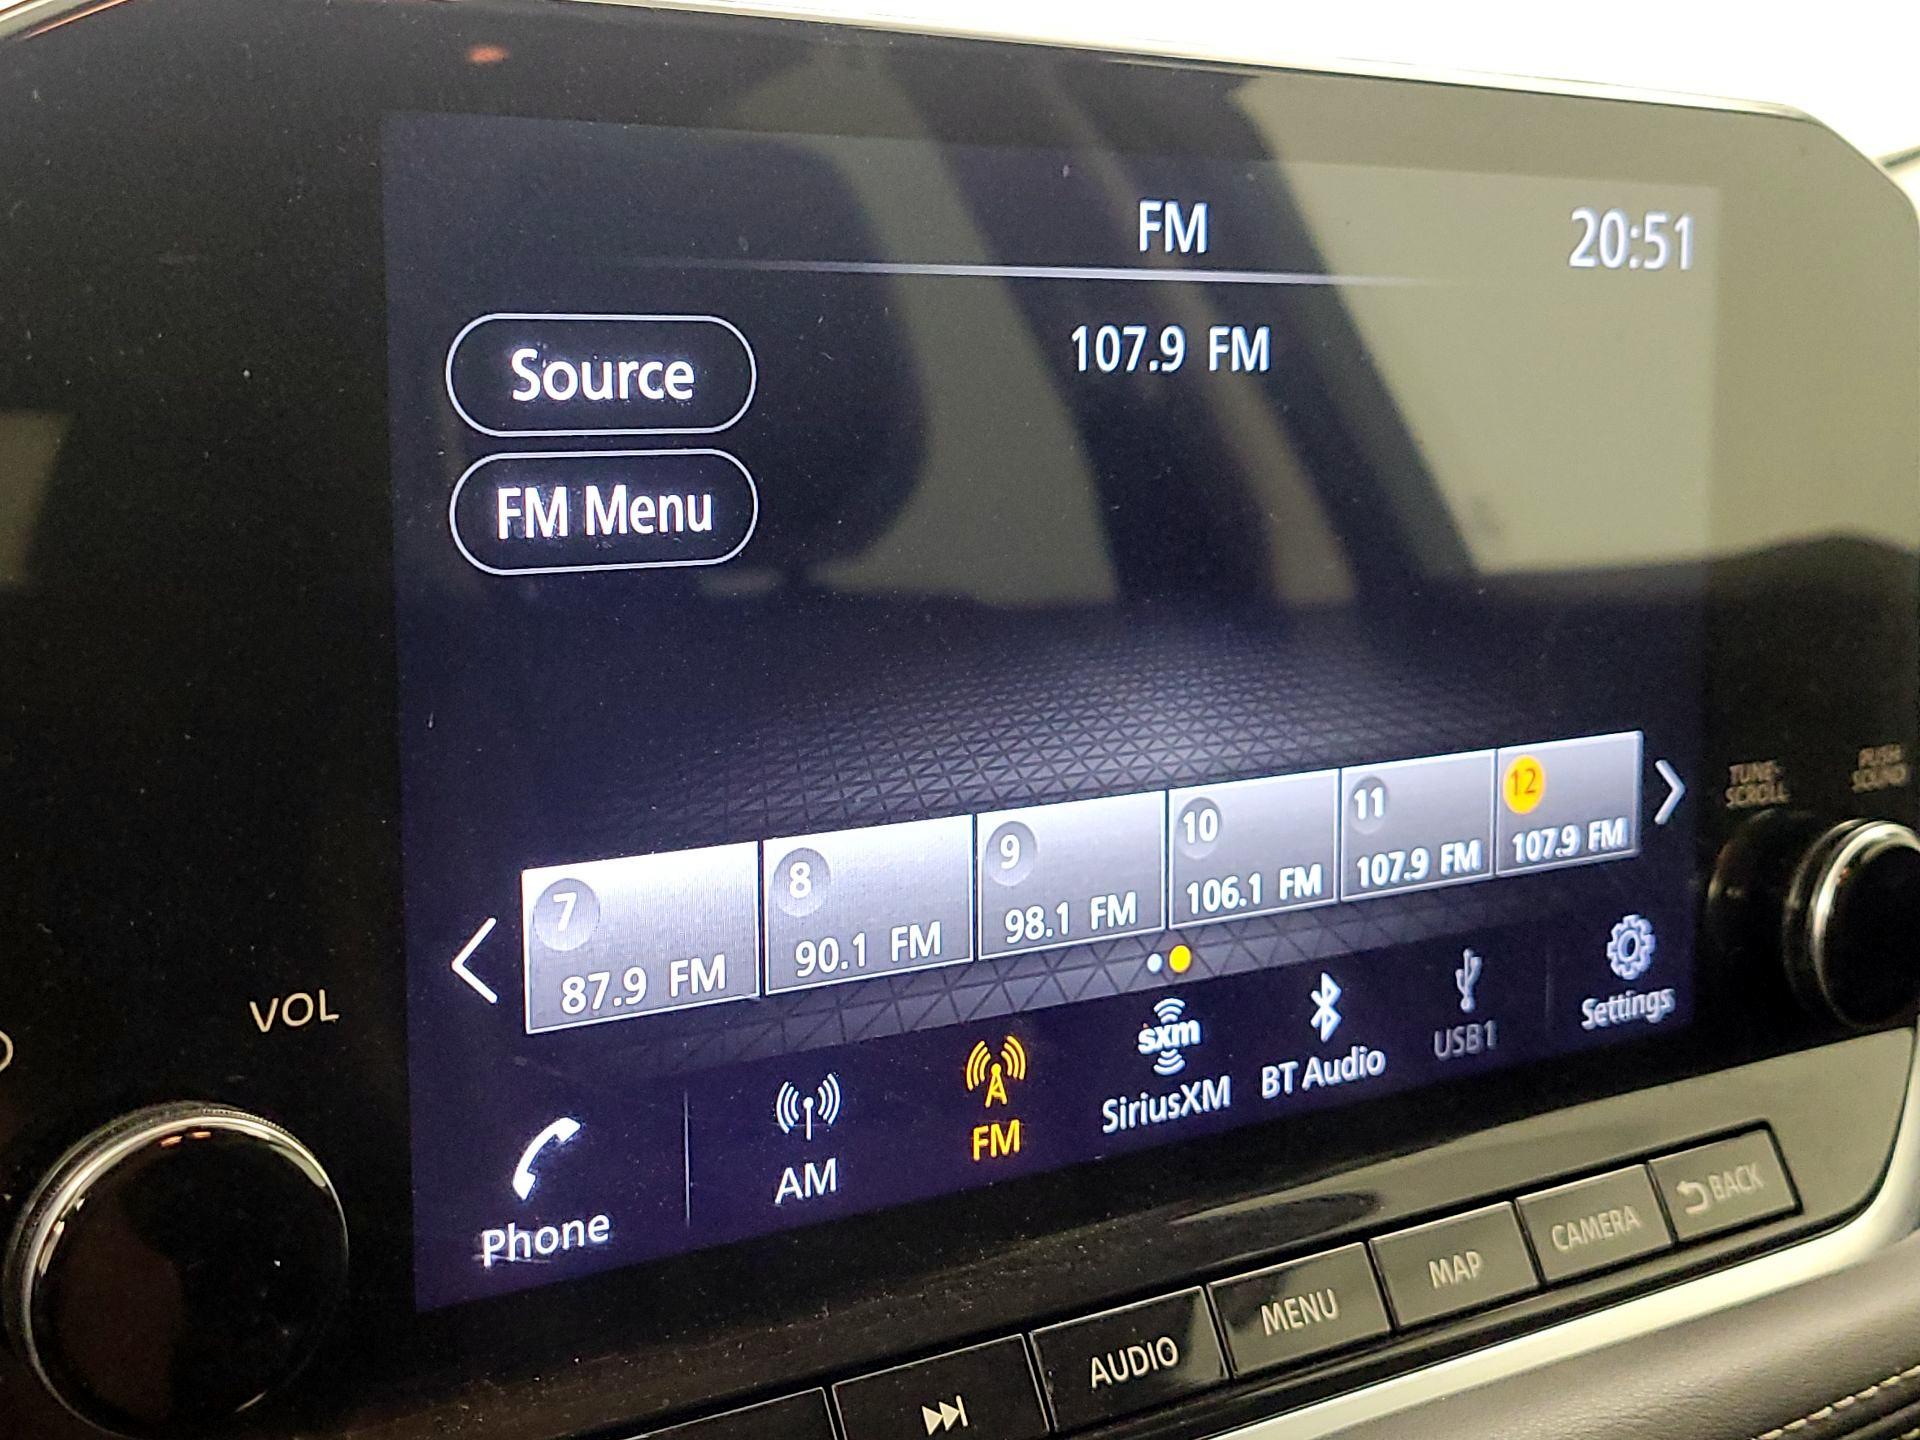 FM
20:51
Source
107.9 FM
FM Menu
7
87.9 FM
8
90.1 FM
9
98.1 FM
10
106.1 FM
11
107.9 FM
12
107.9 FM
TUNE-
SCROLL
PUSH
SOUND
VOL
Phone
AM
FM
sxm
SiriusXM
BT Audio
USB1
Settings
AUDIO
MENU
MAP
CAMERA
BACK